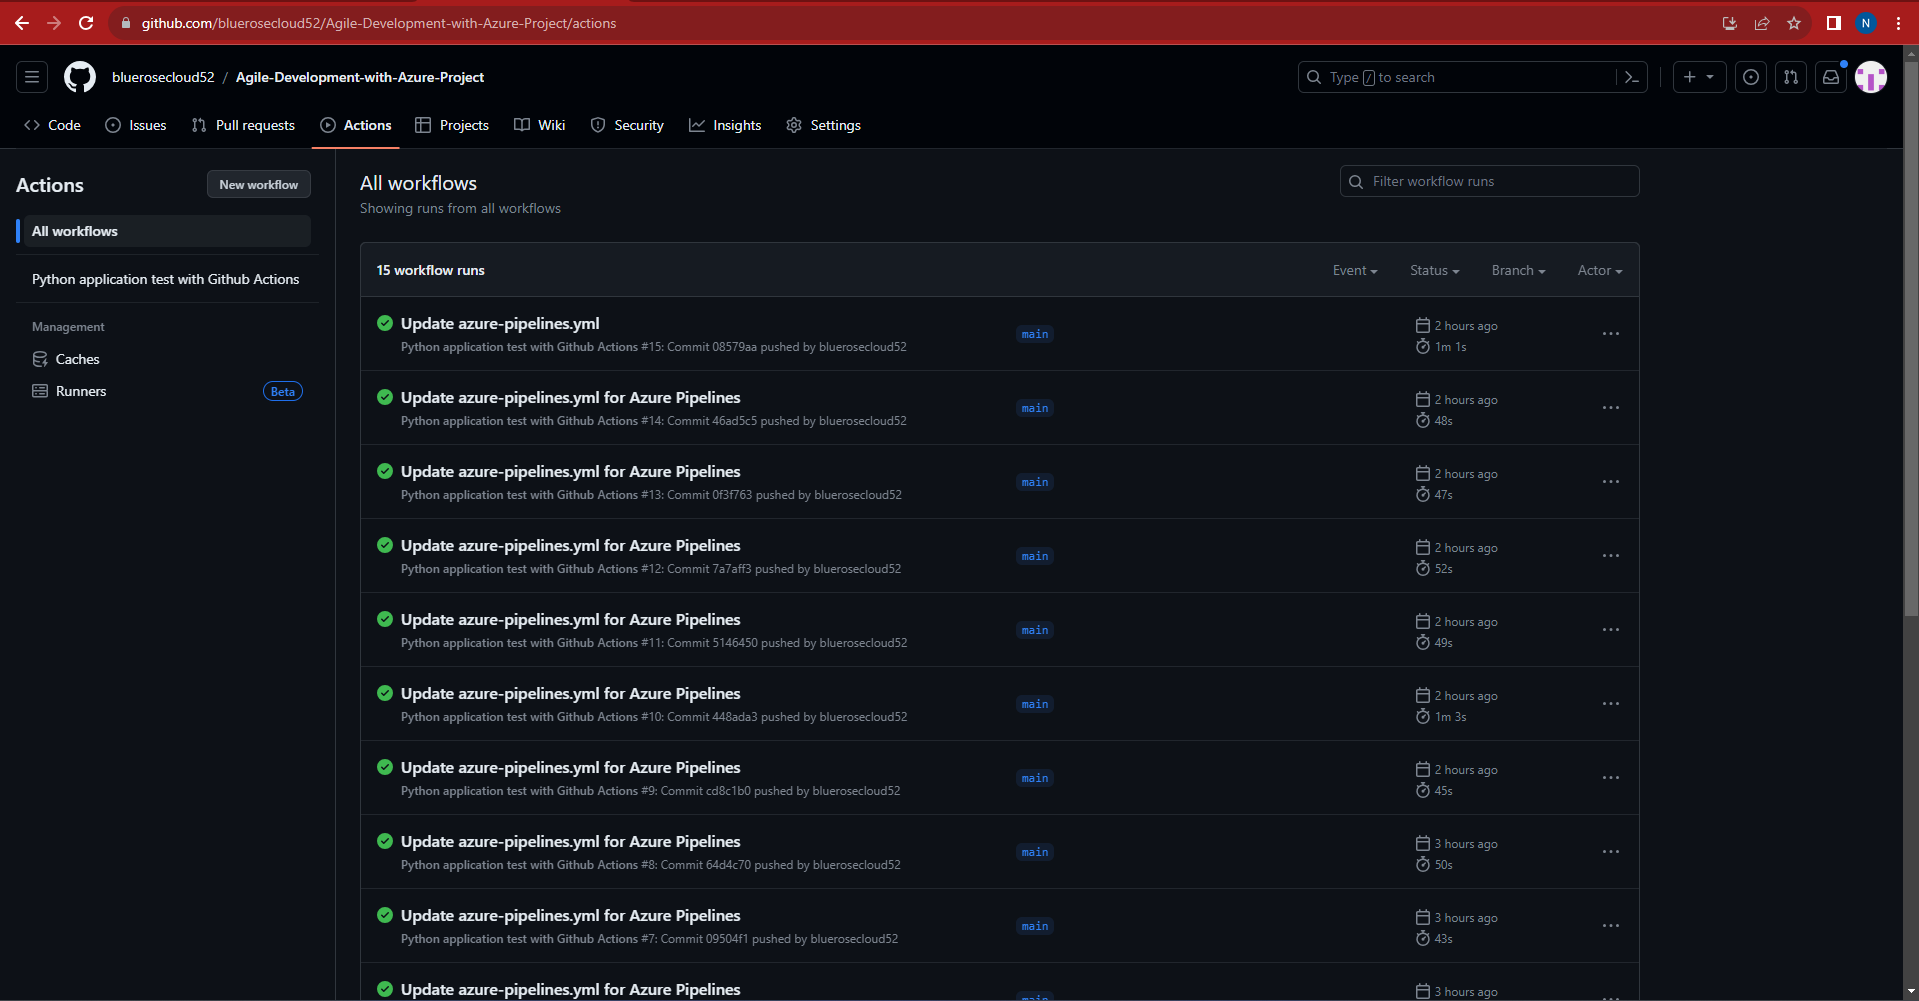 github.com/bluerosecloud52/Agile-Development-with-Azure-Project/actions
N
bluerosecloud52 / Agile-Development-with-Azure-Project
Type / to search
Code Issues Pull requests Actions Projects Wiki Security Insights Settings
Actions
New workflow
All workflows
Python application test with Github Actions
Management
Caches
Runners Beta
All workflows
Showing runs from all workflows
Filter workflow runs
15 workflow runs Event Status Branch Actor
Update azure-pipelines.yml
Python application test with Github Actions #15: Commit 08579aa pushed by bluerosecloud52
main
2 hours ago
1m 1s
Update azure-pipelines.yml for Azure Pipelines
Python application test with Github Actions #14: Commit 46ad5c5 pushed by bluerosecloud52
main
2 hours ago
48s
Update azure-pipelines.yml for Azure Pipelines
Python application test with Github Actions #13: Commit 0f3f763 pushed by bluerosecloud52
main
2 hours ago
47s
Update azure-pipelines.yml for Azure Pipelines
Python application test with Github Actions #12: Commit 7a7aff3 pushed by bluerosecloud52
main
2 hours ago
52s
Update azure-pipelines.yml for Azure Pipelines
Python application test with Github Actions #11: Commit 5146450 pushed by bluerosecloud52
main
2 hours ago
49s
Update azure-pipelines.yml for Azure Pipelines
Python application test with Github Actions #10: Commit 448ada3 pushed by bluerosecloud52
main
2 hours ago
1m 3s
Update azure-pipelines.yml for Azure Pipelines
Python application test with Github Actions #9: Commit cd8c1b0 pushed by bluerosecloud52
main
2 hours ago
45s
Update azure-pipelines.yml for Azure Pipelines
Python application test with Github Actions #8: Commit 64d4c70 pushed by bluerosecloud52
main
3 hours ago
50s
Update azure-pipelines.yml for Azure Pipelines
Python application test with Github Actions #7: Commit 09504f1 pushed by bluerosecloud52
main
3 hours ago
43s
Update azure-pipelines.yml for Azure Pipelines
main
3 hours ago